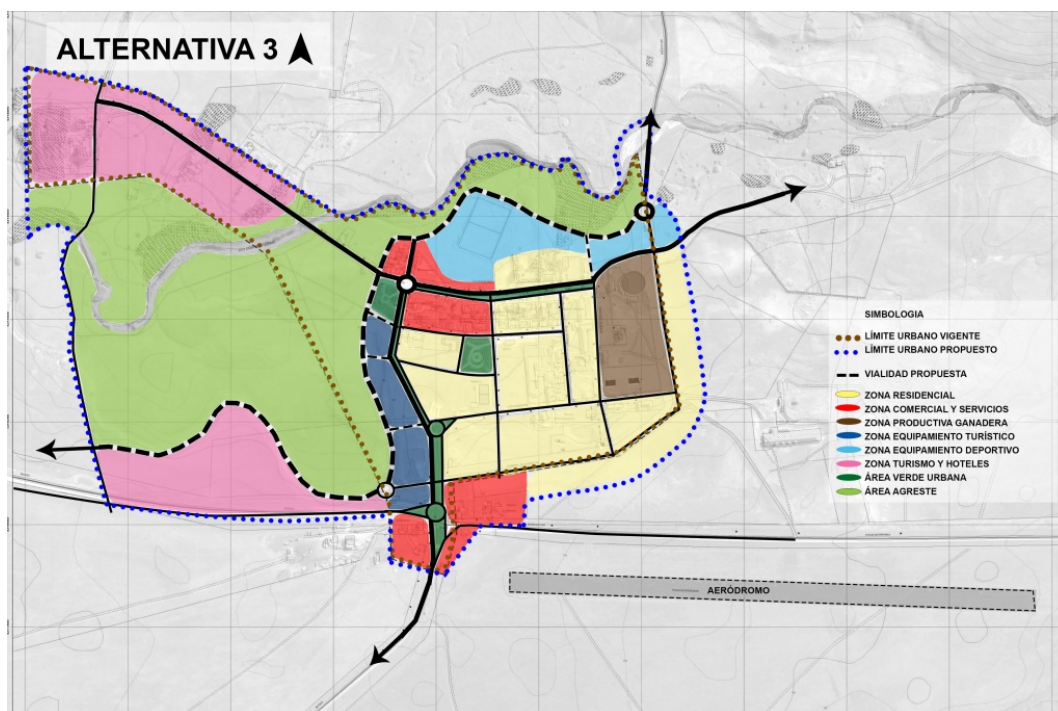 ALTERNATIVA 3
SIMBOLOGIA
LÍMITE URBANO VIGENTE
LÍMITE URBANO PROPUESTO
VIALIDAD PROPUESTA
ZONA RESIDENCIAL
ZONA COMERCIAL Y SERVICIOS
ZONA PRODUCTIVA GANADERA
ZONA EQUIPAMIENTO TURÍSTICO
ZONA EQUIPAMIENTO DEPORTIVO
ZONA TURISMO Y HOTELES
ÁREA VERDE URBANA
ÁREA AGRESTE
AERÓDROMO